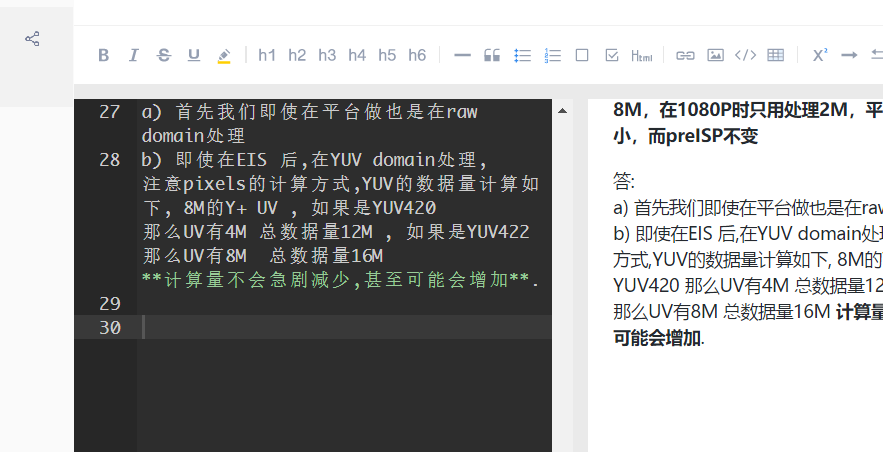 B I S U h1 h2 h3 h4 h5 h6 Html X²
27 a) 首先我们即使在平台做也是在raw
domain处理
28 b) 即使在EIS 后,在YUV domain处理,
注意pixels的计算方式,YUV的数据量计算如
下, 8M的Y+ UV , 如果是YUV420
那么UV有4M 总数据量12M , 如果是YUV422
那么UV有8M  总数据量16M
**计算量不会急剧减少,甚至可能会增加**.
29
30
8M，在1080P时只用处理2M，平
小，而preISP不变
答:
a) 首先我们即使在平台做也是在raw
b) 即使在EIS 后,在YUV domain处理
方式,YUV的数据量计算如下, 8M的
YUV420 那么UV有4M 总数据量12
那么UV有8M 总数据量16M 计算量
可能会增加.